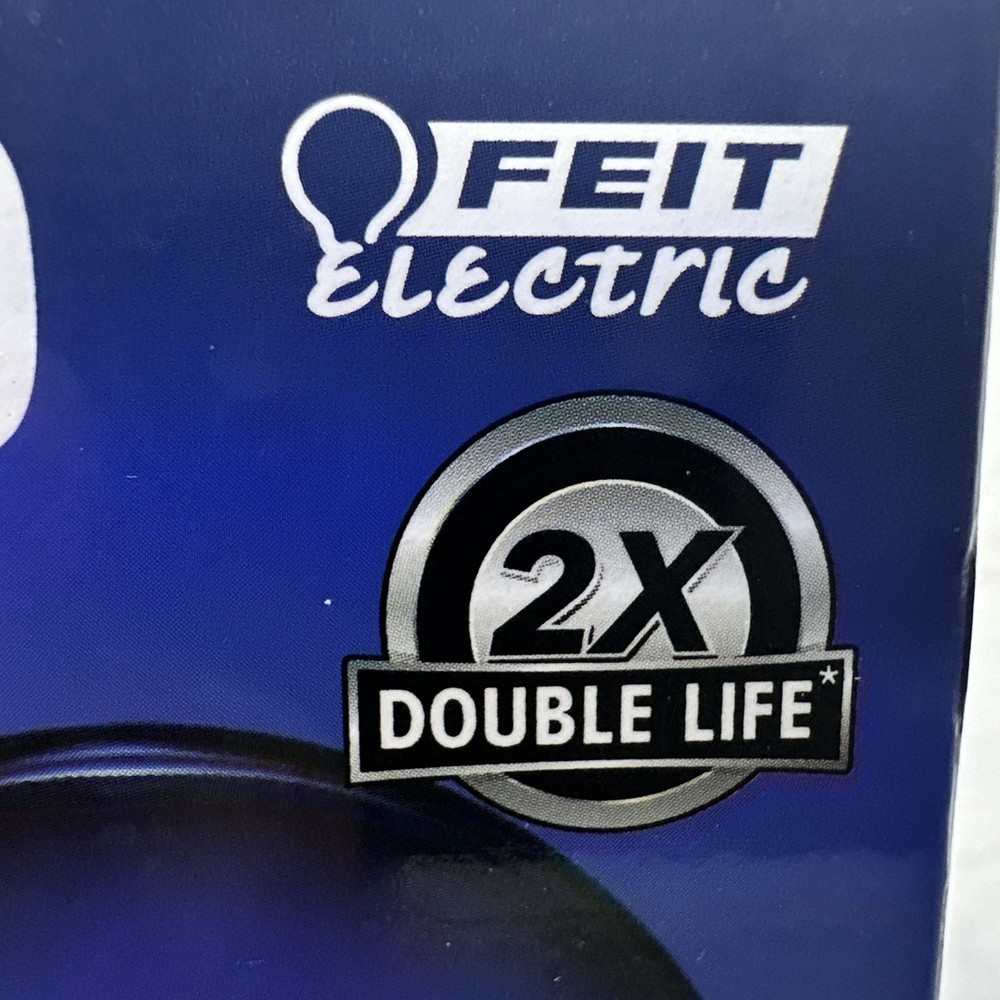 FEIT
ELECTRIC
2X
DOUBLE LIFE*